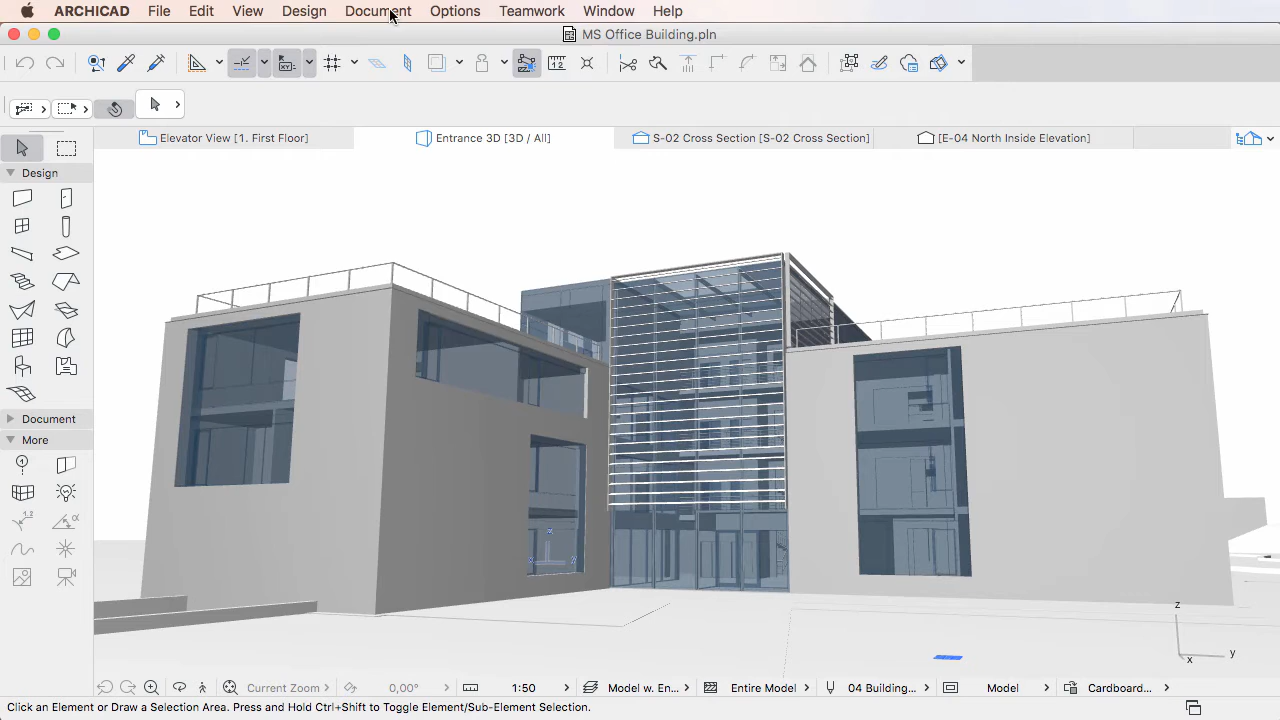 ARCHICAD File Edit View Design Document Options Teamwork Window Help
MS Office Building.pln
Elevator View [1. First Floor]
Entrance 3D [3D / All]
S-02 Cross Section [S-02 Cross Section]
[E-04 North Inside Elevation]
Design
Document
More
z
y
x
Current Zoom
0,00°
1:50
Model w. En...
Entire Model
04 Building...
Model
Cardboard...
Click an Element or Draw a Selection Area. Press and Hold Ctrl+Shift to Toggle Element/Sub-Element Selection.